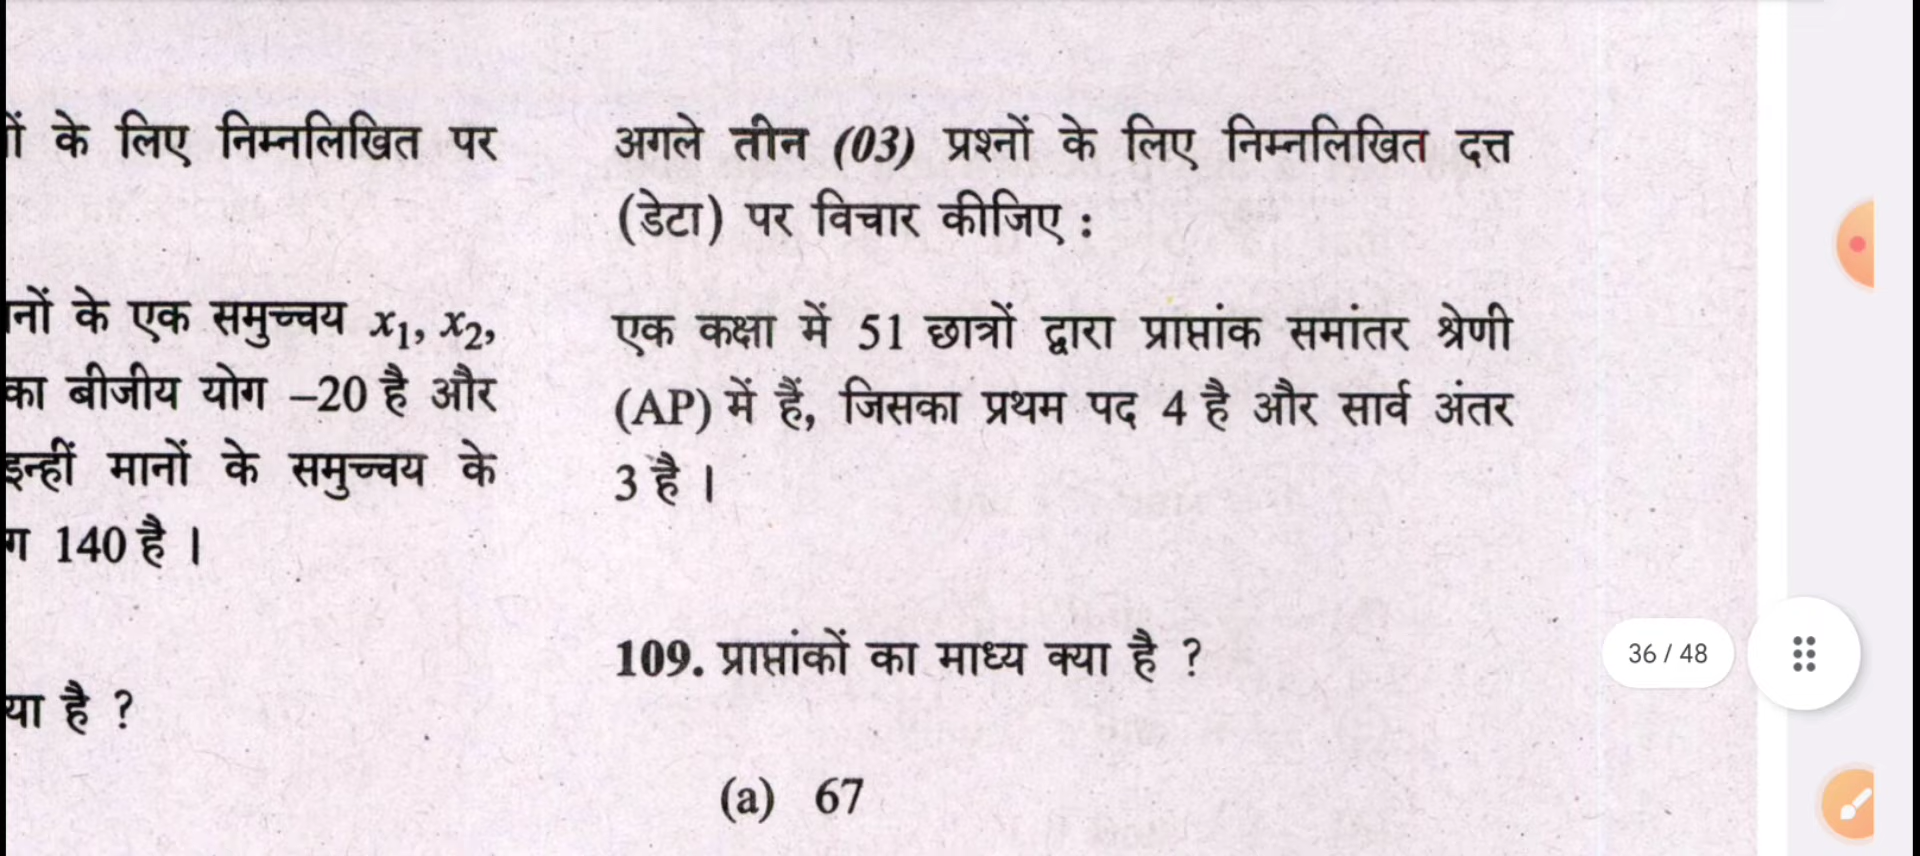 के लिए निम्नलिखित पर
नों के एक समुच्चय x₁, x₂,
का बीजीय योग –20 है और
इन्हीं मानों के समुच्चय के
140 है ।
है ?
अगले तीन (03) प्रश्नों के लिए निम्नलिखित दत्त
(डेटा) पर विचार कीजिए :
एक कक्षा में 51 छात्रों द्वारा प्राप्तांक समांतर श्रेणी
(AP) में हैं, जिसका प्रथम पद 4 है और सार्व अंतर
3 है ।
109. प्राप्तांकों का माध्य क्या है ?
(a) 67
36 / 48